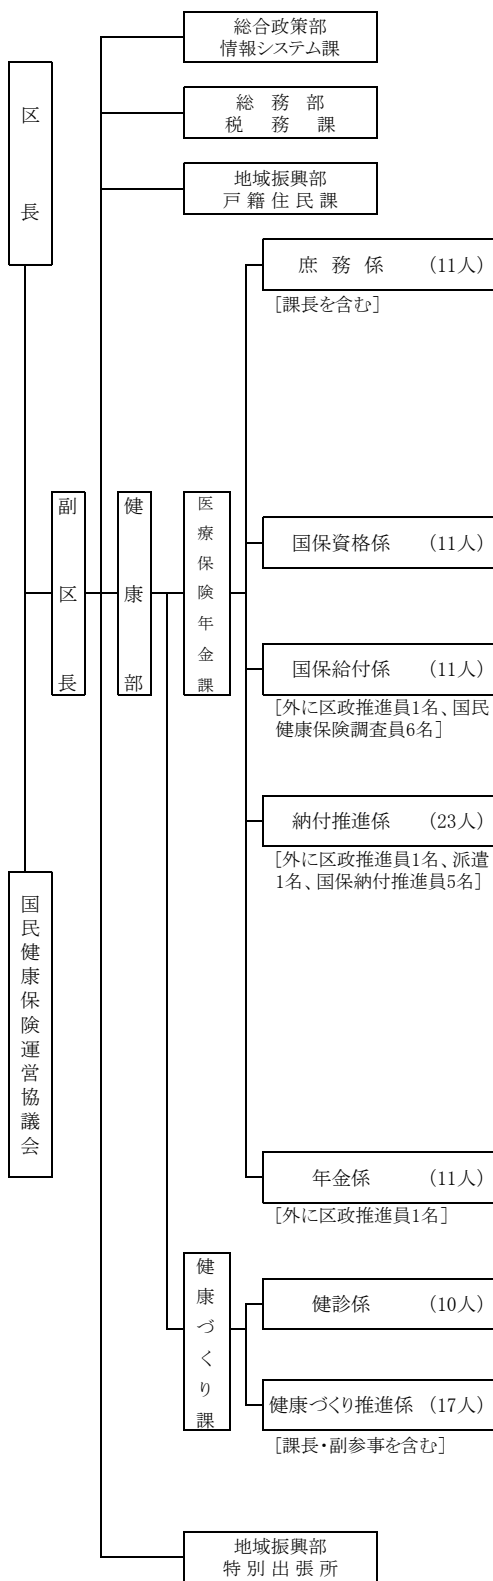 総合政策部
情報システム課
区長
総務部
税務課
地域振興部
戸籍住民課
庶務係 (11人)
[課長を含む]
副区長
健康部
医療保険年金課
国保資格係 (11人)
国保給付係 (11人)
[外に区政推進員1名、国民
健康保険調査員6名]
納付推進係 (23人)
[外に区政推進員1名、派遣
1名、国保納付推進員5名]
国民健康保険運営協議会
年金係 (11人)
[外に区政推進員1名]
健康づくり課
健診係 (10人)
健康づくり推進係 (17人)
[課長・副参事を含む]
地域振興部
特別出張所